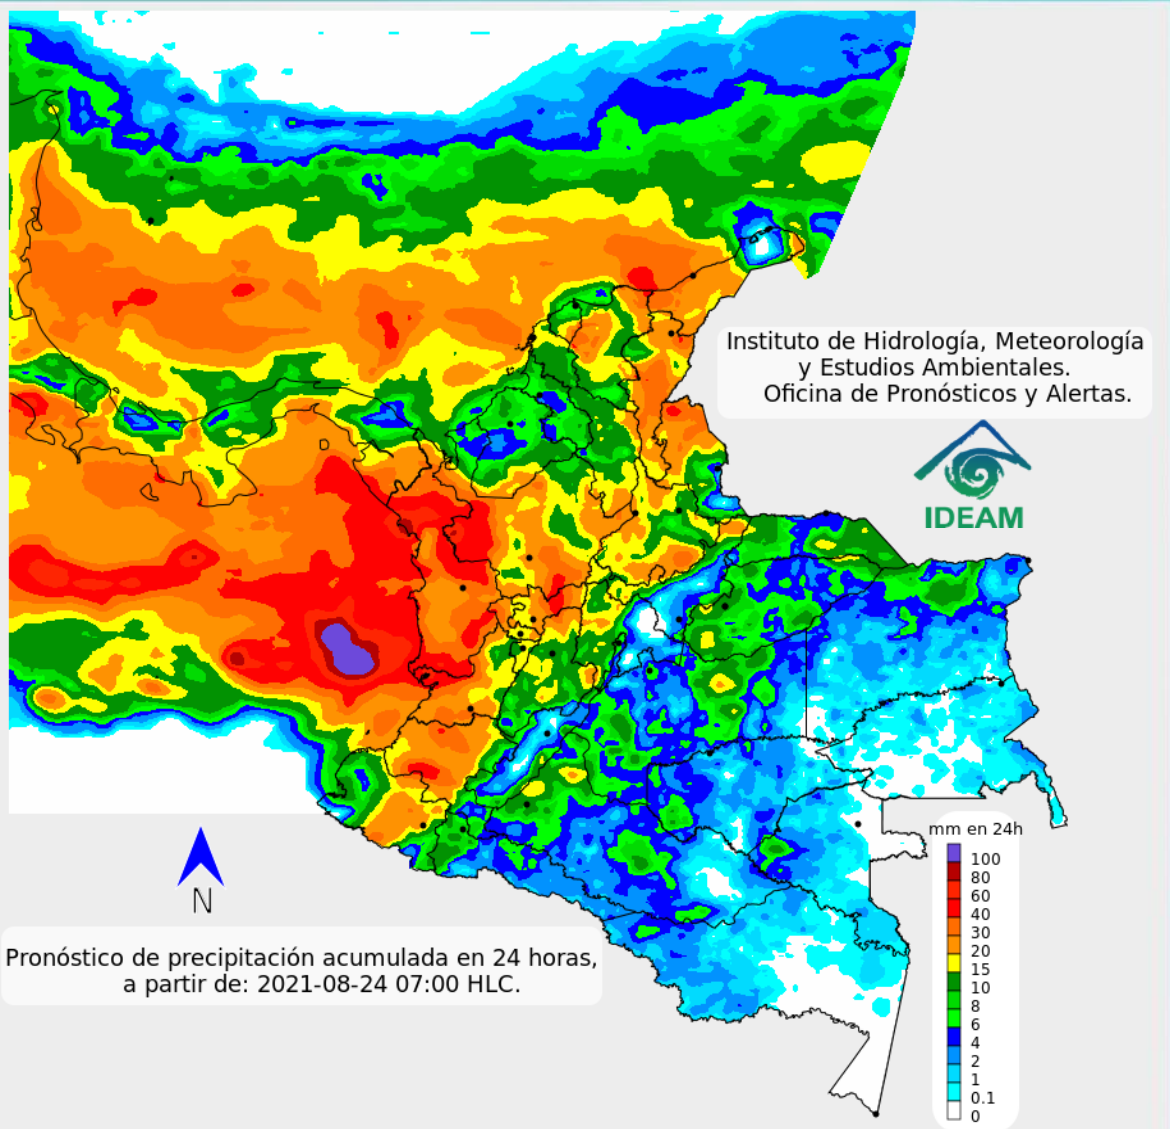 Instituto de Hidrología, Meteorología
y Estudios Ambientales.
Oficina de Pronósticos y Alertas.
IDEAM
N
Pronóstico de precipitación acumulada en 24 horas,
a partir de: 2021-08-24 07:00 HLC.
mm en 24h
100
80
60
40
30
20
15
10
8
6
4
2
1
0.1
0